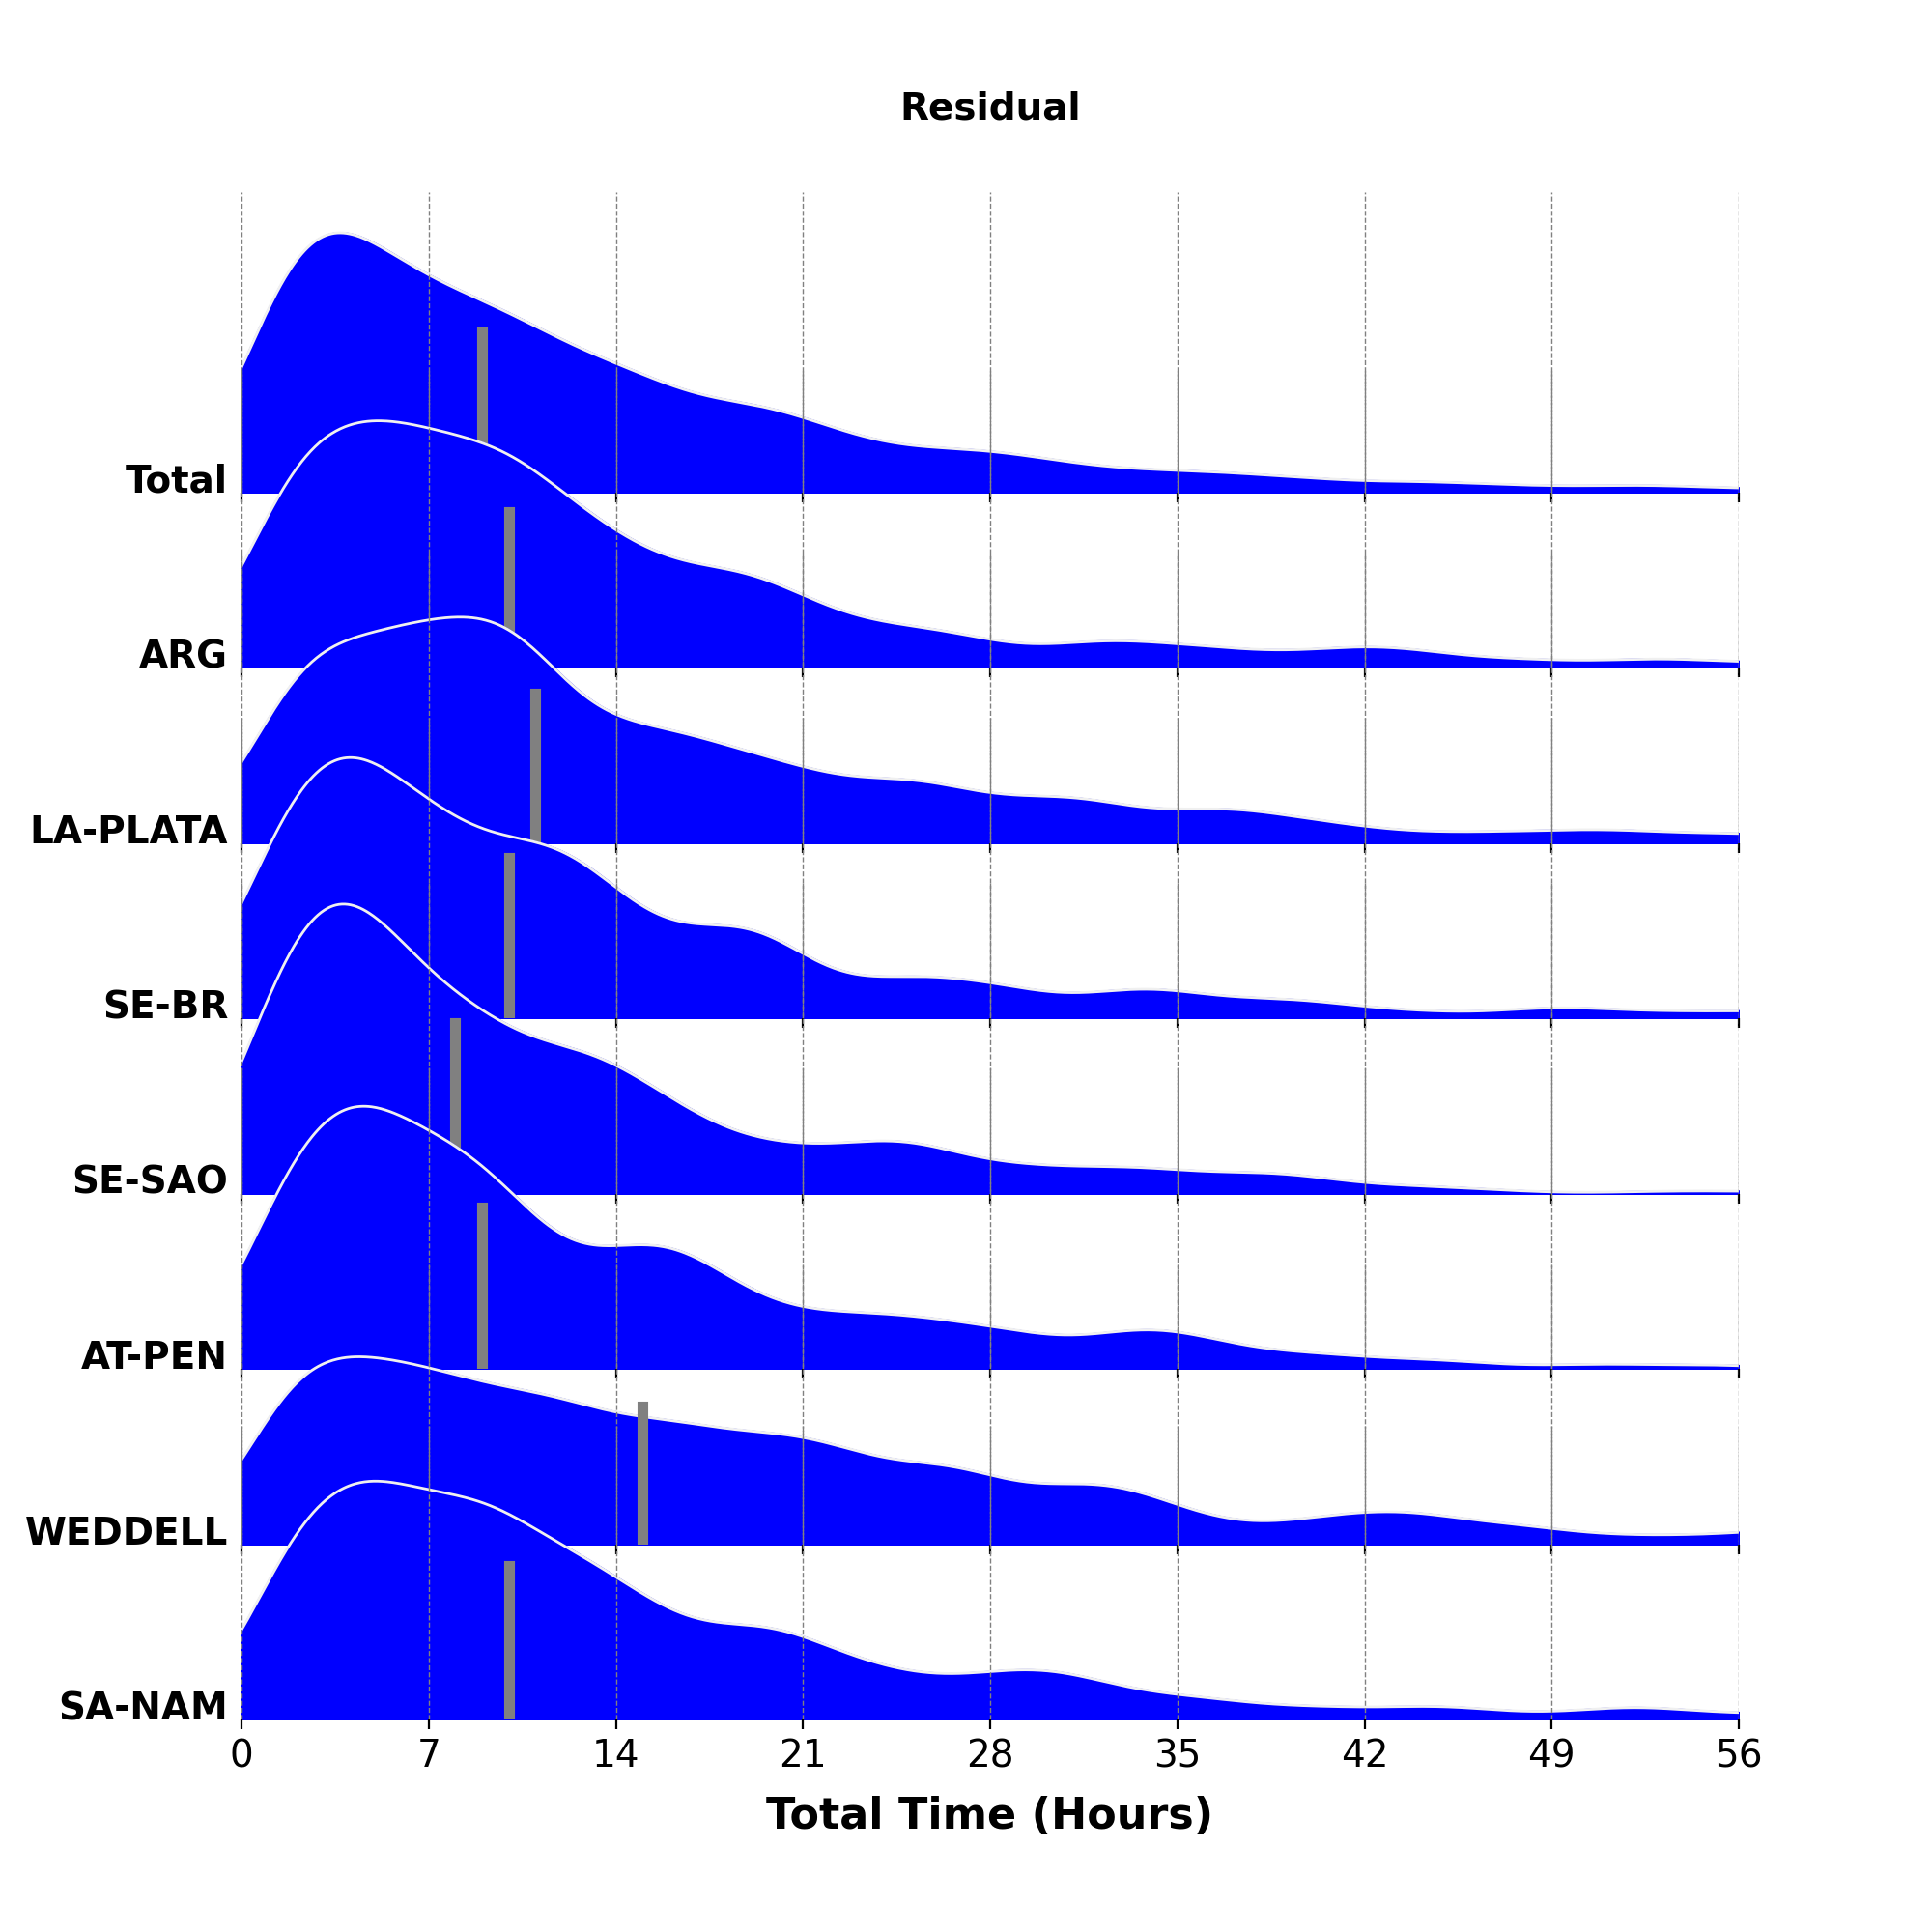 Residual
Total
ARG
LA-PLATA
SE-BR
SE-SAO
AT-PEN
WEDDELL
SA-NAM
0 7 14 21 28 35 42 49 56
Total Time (Hours)